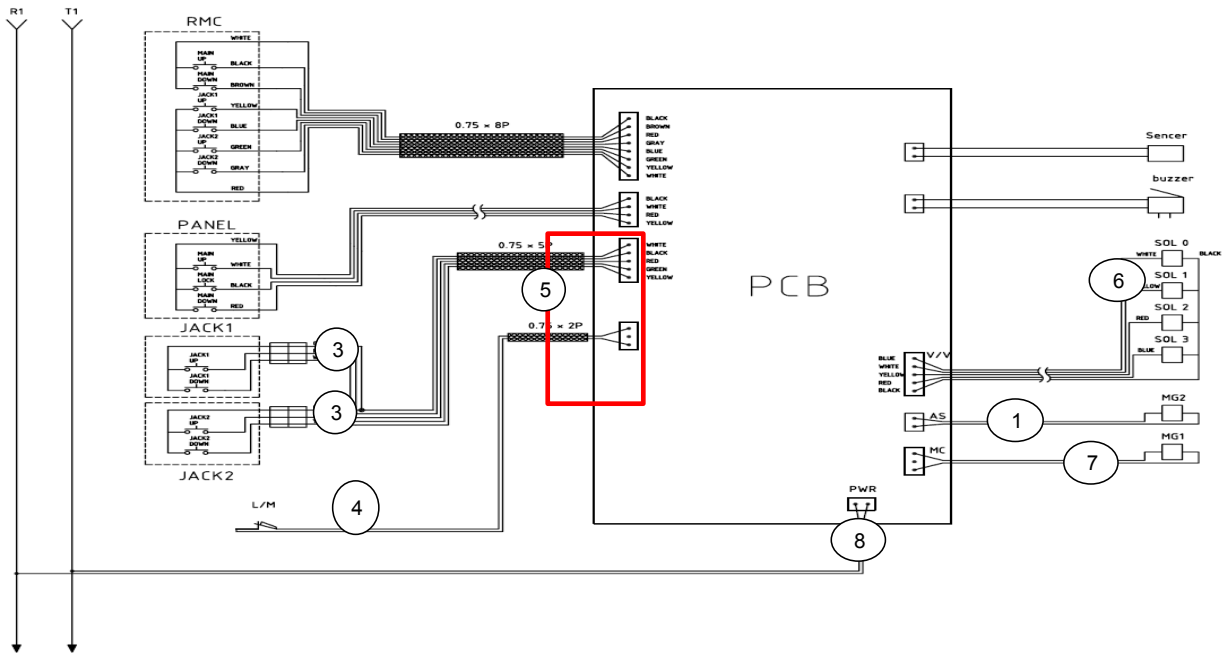 R1
T1
RMC
WHITE
MAIN
UP
BLACK
MAIN
DOWN
BROWN
JACK1
UP
YELLOW
JACK1
DOWN
BLUE
JACK2
UP
GREEN
JACK2
DOWN
GRAY
RED
0.75 × 8P
BLACK
BROWN
RED
GRAY
BLUE
GREEN
YELLOW
WHITE
PANEL
YELLOW
MAIN
UP
WHITE
MAIN
LOCK
BLACK
MAIN
DOWN
RED
BLACK
WHITE
RED
YELLOW
0.75 × 5P
WHITE
BLACK
RED
GREEN
YELLOW
5
0.75 × 2P
JACK1
JACK1
UP
JACK1
DOWN
3
JACK2
UP
JACK2
DOWN
3
JACK2
L/M
4
PCB
Sencer
buzzer
SOL 0
WHITE
BLACK
SOL 1
6
SOL 2
RED
SOL 3
BLUE
V/V
BLUE
WHITE
YELLOW
RED
BLACK
AS
1
MG2
MC
7
MG1
PWR
8